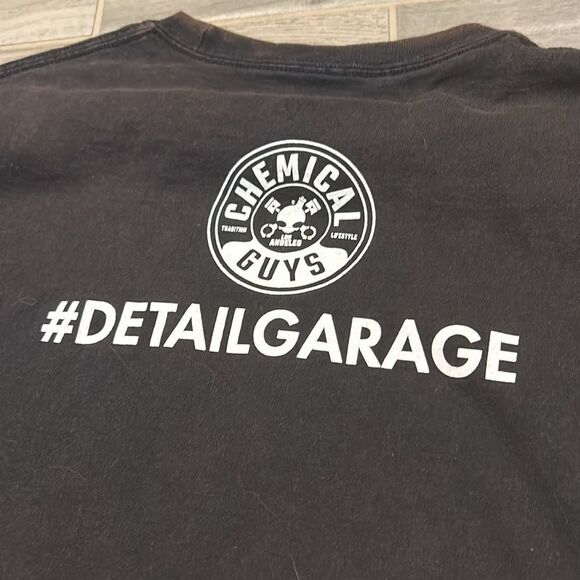 CHEMICAL
TRADITION
LIFESTYLE
LOS
ANGELES
GUYS
#DETAILGARAGE